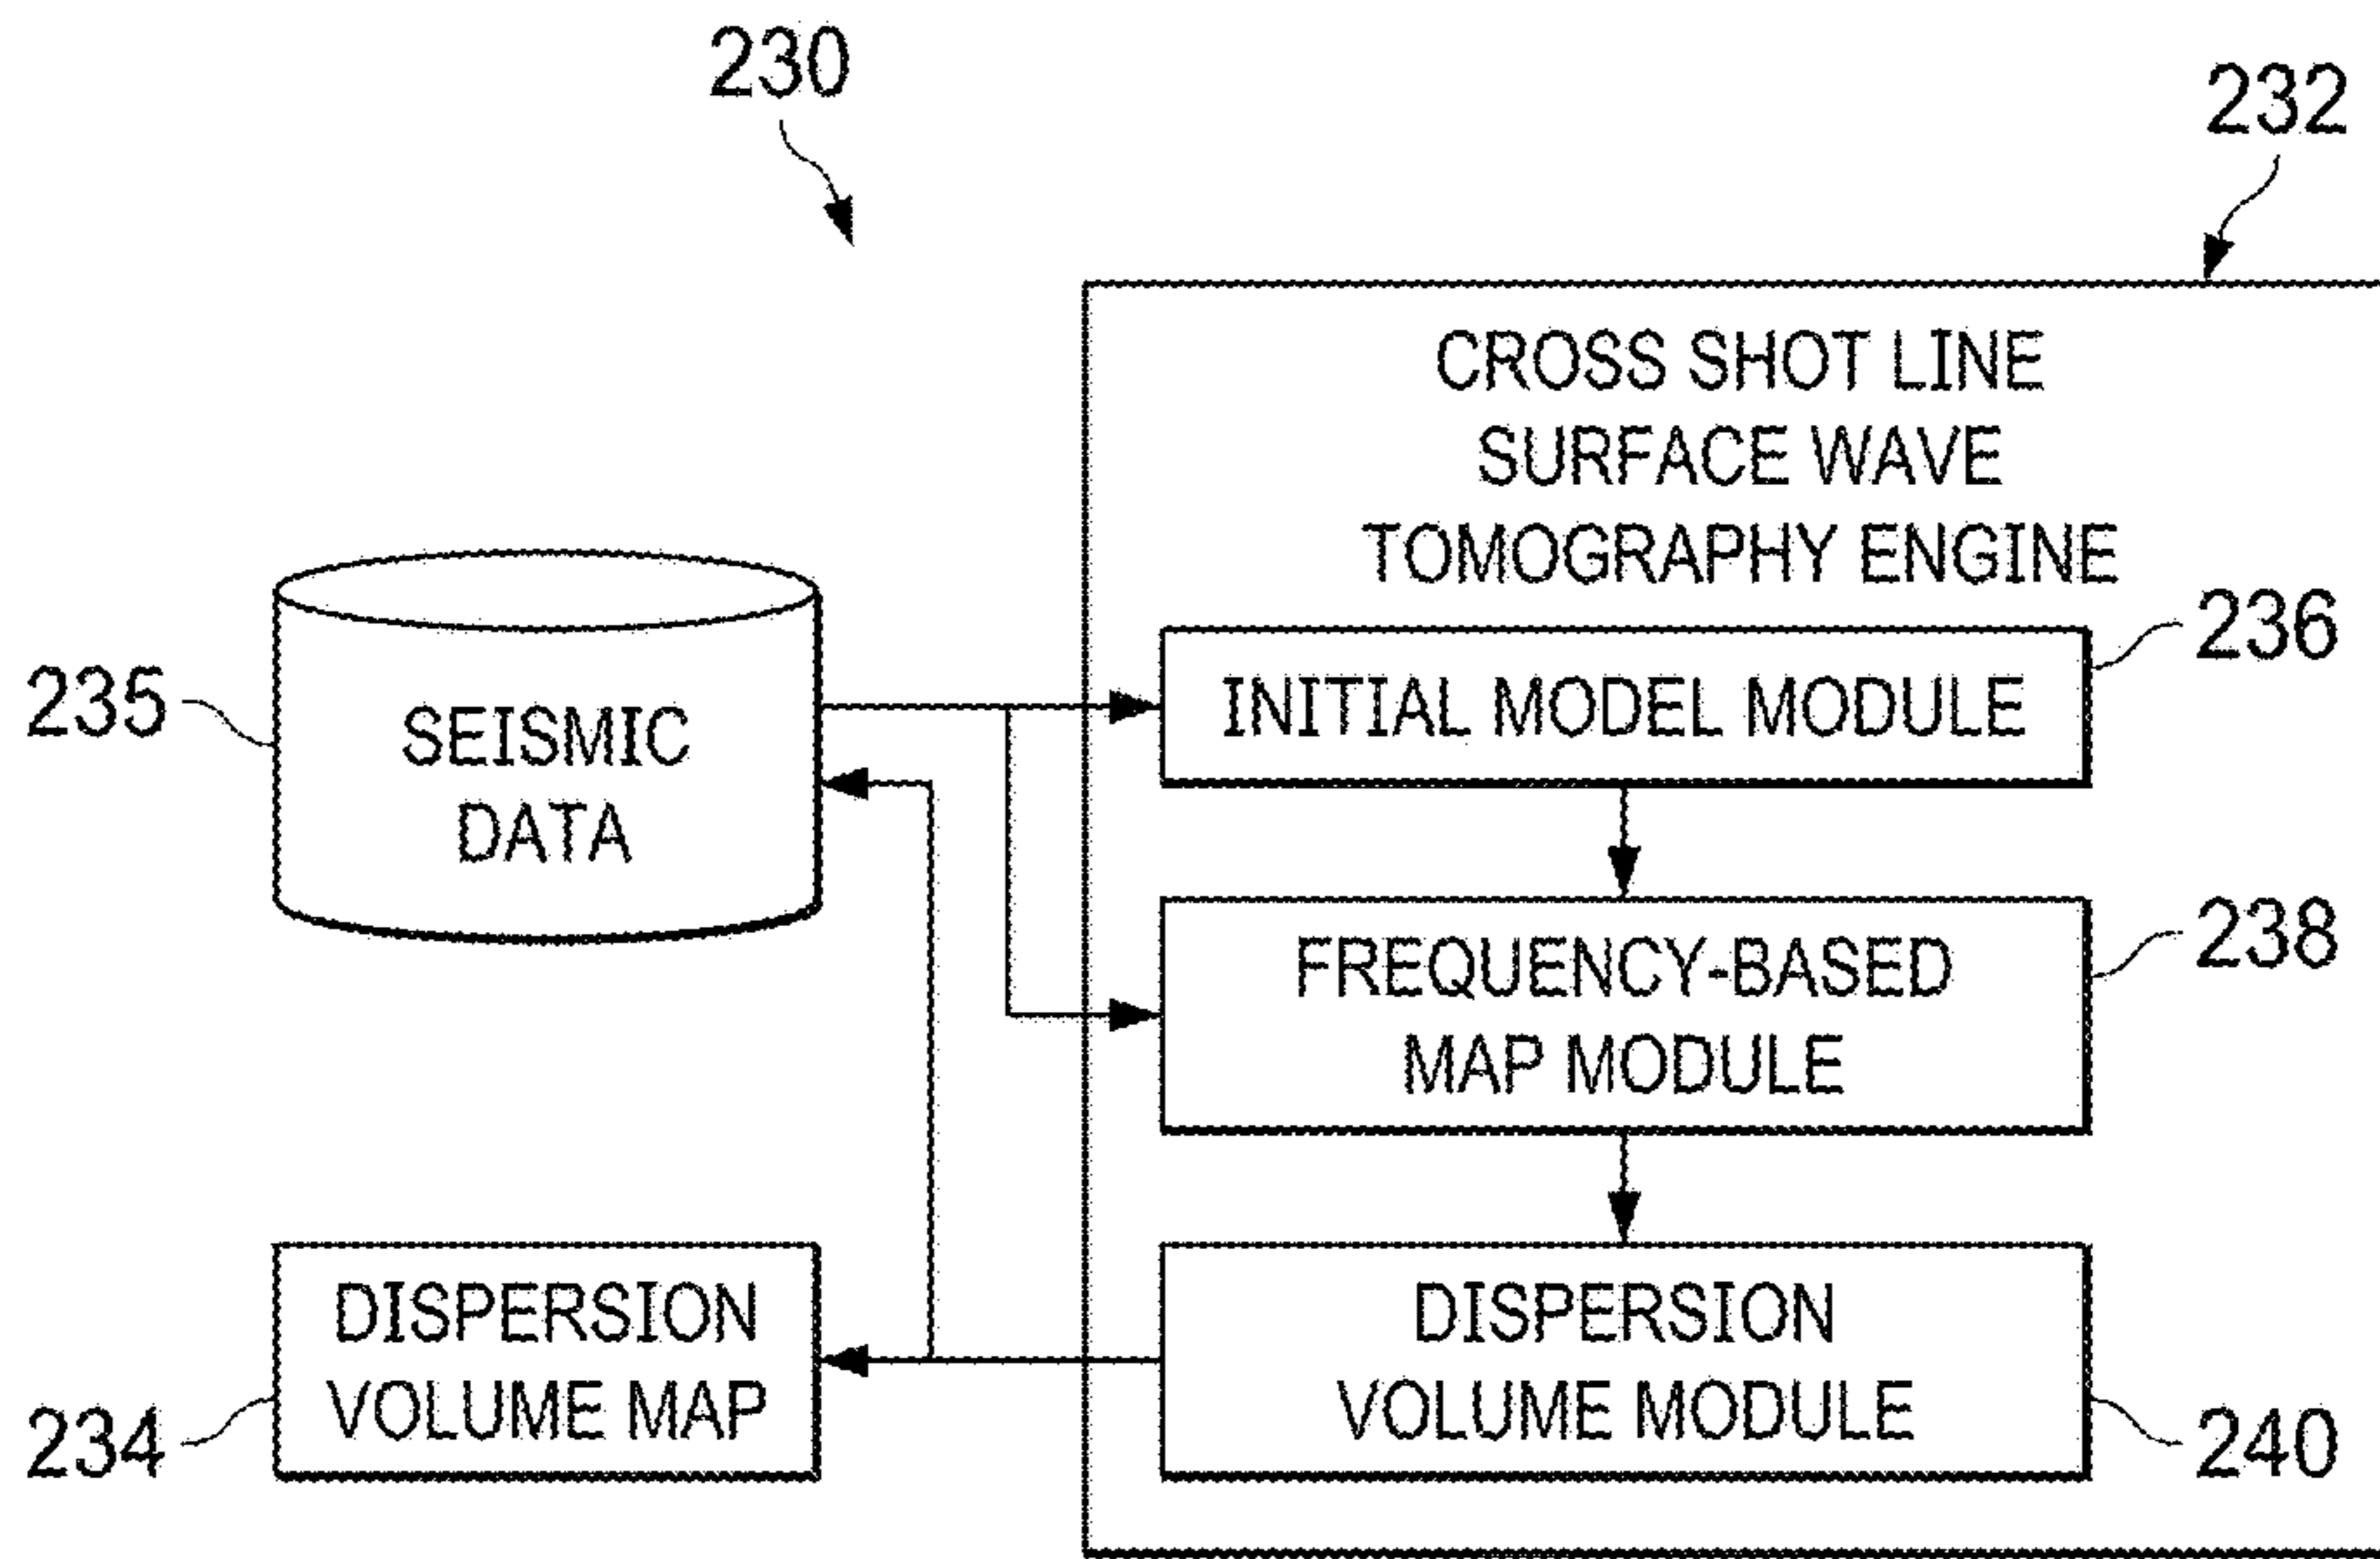 230
232
CROSS SHOT LINE
SURFACE WAVE
TOMOGRAPHY ENGINE
236
INITIAL MODEL MODULE
235
SEISMIC
DATA
238
FREQUENCY-BASED
MAP MODULE
DISPERSION
VOLUME MAP
234
DISPERSION
VOLUME MODULE
240